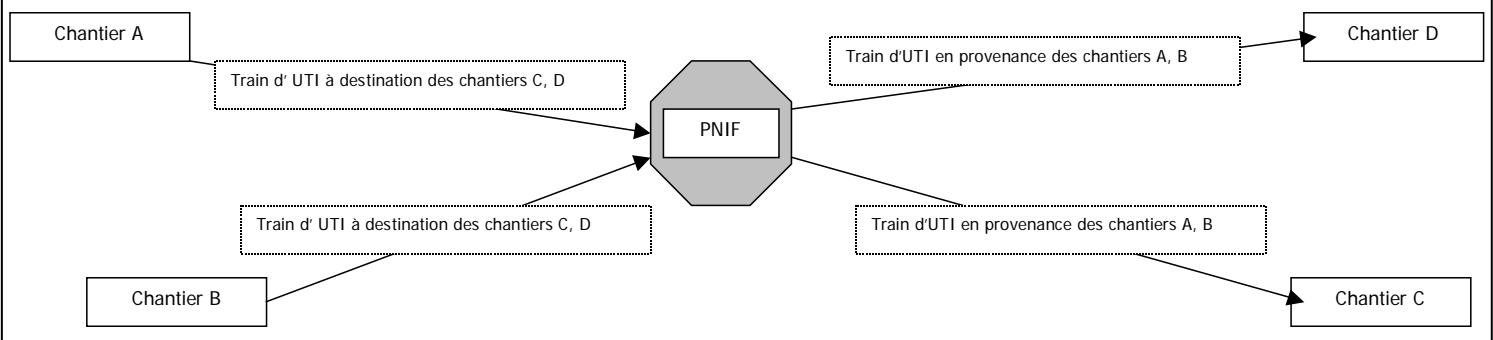 Chantier A
Chantier D
Train d'UTI en provenance des chantiers A, B
Train d' UTI à destination des chantiers C, D
PNIF
Train d' UTI à destination des chantiers C, D
Train d'UTI en provenance des chantiers A, B
Chantier B
Chantier C